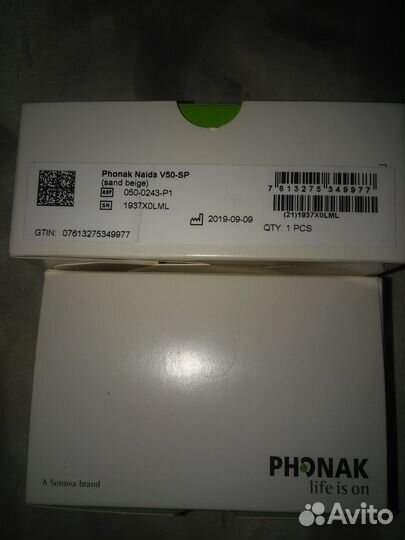 Phonak Naida V50-SP
(sand beige)
REF 050-0243-P1
SN 1937X0LML
2019-09-09
GTIN: 07613275349977
7 613275 349977
(21)1937X0LML
QTY: 1 PCS
A Sonova brand
PHONAK
life is on
Avito